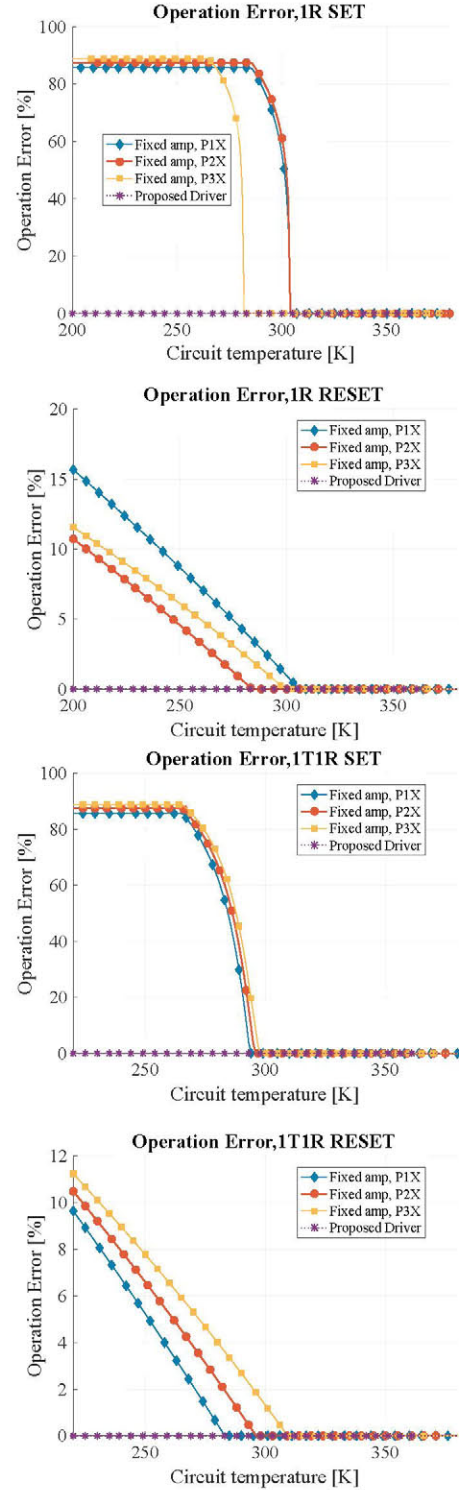 Operation Error,1R SET
Operation Error [%]
100
80
60
40
20
0
Fixed amp, P1X
Fixed amp, P2X
Fixed amp, P3X
Proposed Driver
200
250
300
350
Circuit temperature [K]
Operation Error,1R RESET
Operation Error [%]
20
15
10
5
0
Fixed amp, P1X
Fixed amp, P2X
Fixed amp, P3X
Proposed Driver
200
250
300
350
Circuit temperature [K]
Operation Error,1T1R SET
Operation Error [%]
100
80
60
40
20
0
Fixed amp, P1X
Fixed amp, P2X
Fixed amp, P3X
Proposed Driver
250
300
350
Circuit temperature [K]
Operation Error,1T1R RESET
Operation Error [%]
12
10
8
6
4
2
0
Fixed amp, P1X
Fixed amp, P2X
Fixed amp, P3X
Proposed Driver
250
300
350
Circuit temperature [K]